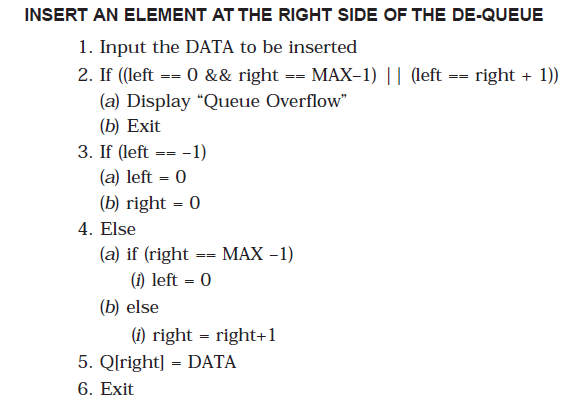 INSERT AN ELEMENT AT THE RIGHT SIDE OF THE DE-QUEUE
1. Input the DATA to be inserted
2. If ((left == 0 && right == MAX–1) || (left == right + 1))
(a) Display “Queue Overflow”
(b) Exit
3. If (left == –1)
(a) left = 0
(b) right = 0
4. Else
(a) if (right == MAX –1)
(i) left = 0
(b) else
(i) right = right+1
5. Q[right] = DATA
6. Exit